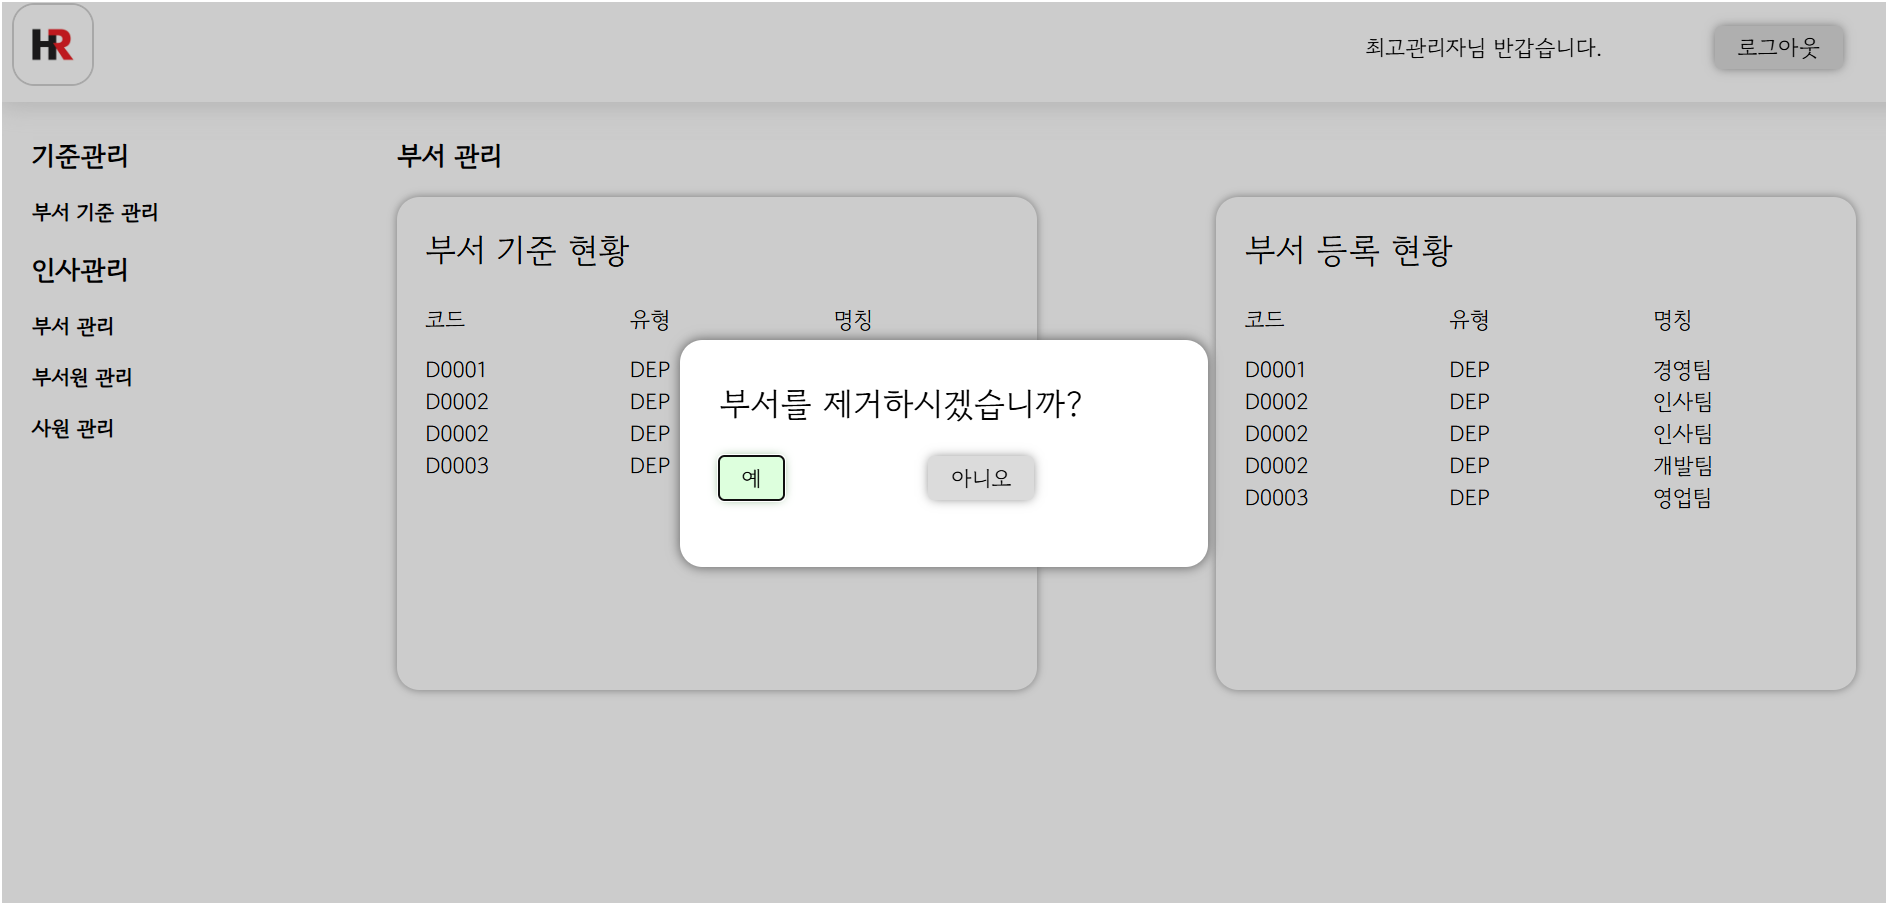 HR
최고관리자님 반갑습니다.
로그아웃
기준관리
부서 기준 관리
인사관리
부서 관리
부서원 관리
사원 관리
부서 관리
부서 기준 현황
코드 유형 명칭
D0001 DEP
D0002 DEP
D0002 DEP
D0003 DEP
부서를 제거하시겠습니까?
예 아니오
부서 등록 현황
코드 유형 명칭
D0001 DEP 경영팀
D0002 DEP 인사팀
D0002 DEP 인사팀
D0002 DEP 개발팀
D0003 DEP 영업팀